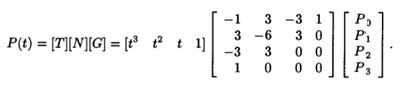 P(t) = [T][N][G] = [t³ t² t 1] [ -1 3 -3 1 ; 3 -6 3 0 ; -3 3 0 0 ; 1 0 0 0 ] [ P₀ ; P₁ ; P₂ ; P₃ ] .